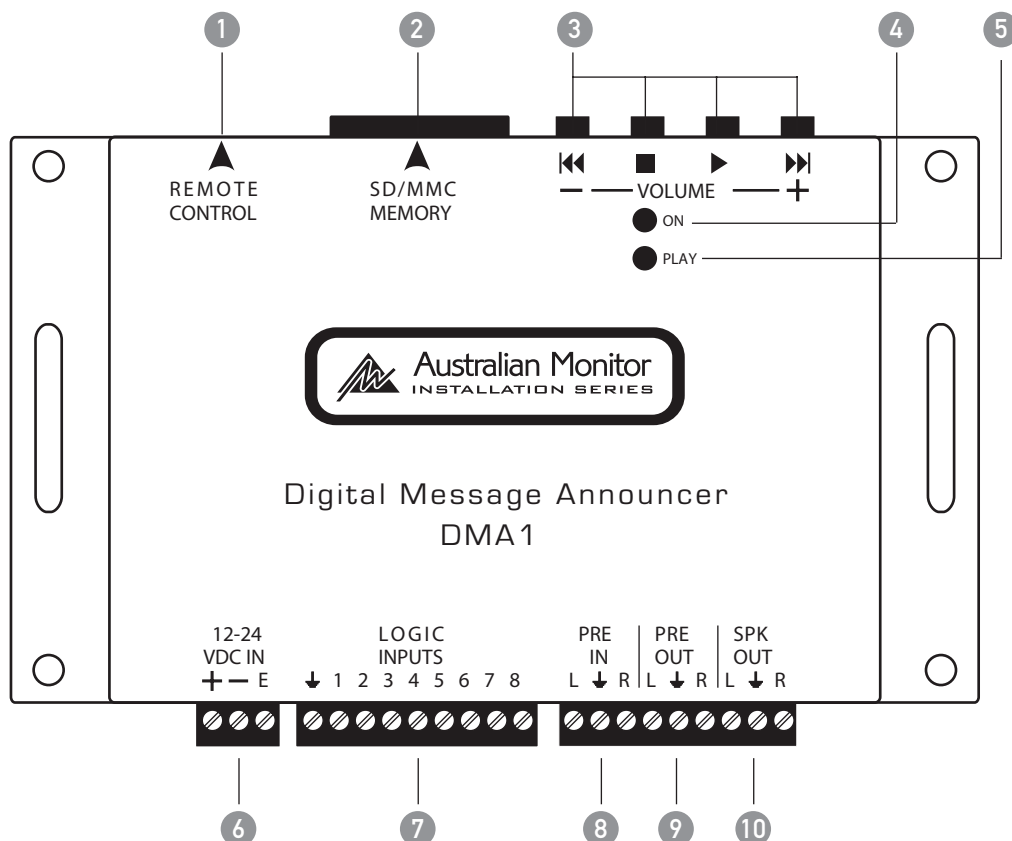 1 2 3 4 5
REMOTE CONTROL
SD/MMC MEMORY
− VOLUME +
ON
PLAY
Australian Monitor
INSTALLATION SERIES
Digital Message Announcer
DMA1
12-24 VDC IN
+ − E
LOGIC INPUTS
1 2 3 4 5 6 7 8
PRE IN
L R
PRE OUT
L R
SPK OUT
L R
6 7 8 9 10